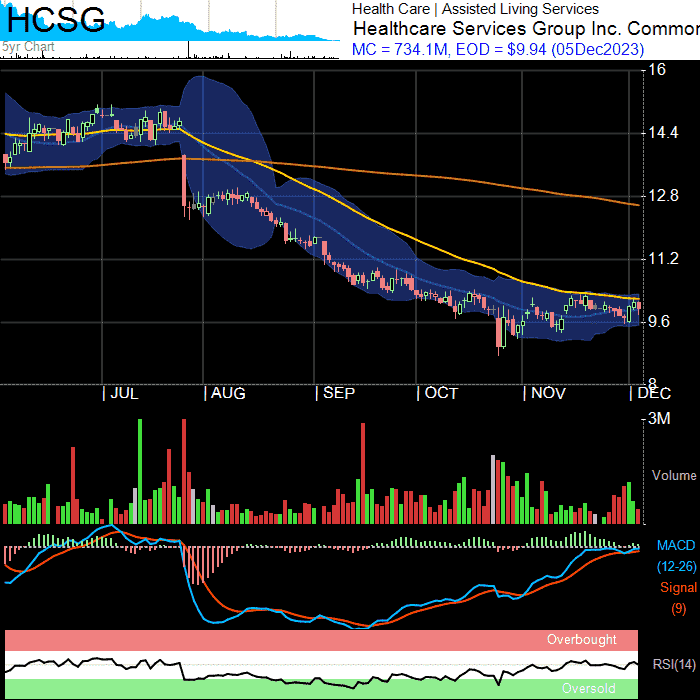 HCSG
5yr Chart
Health Care | Assisted Living Services
Healthcare Services Group Inc. Common
MC = 734.1M, EOD = $9.94 (05Dec2023)
16
14.4
12.8
11.2
9.6
8
| JUL | AUG | SEP | OCT | NOV | DEC
3M
Volume
MACD
(12-26)
Signal
(9)
Overbought
RSI(14)
Oversold